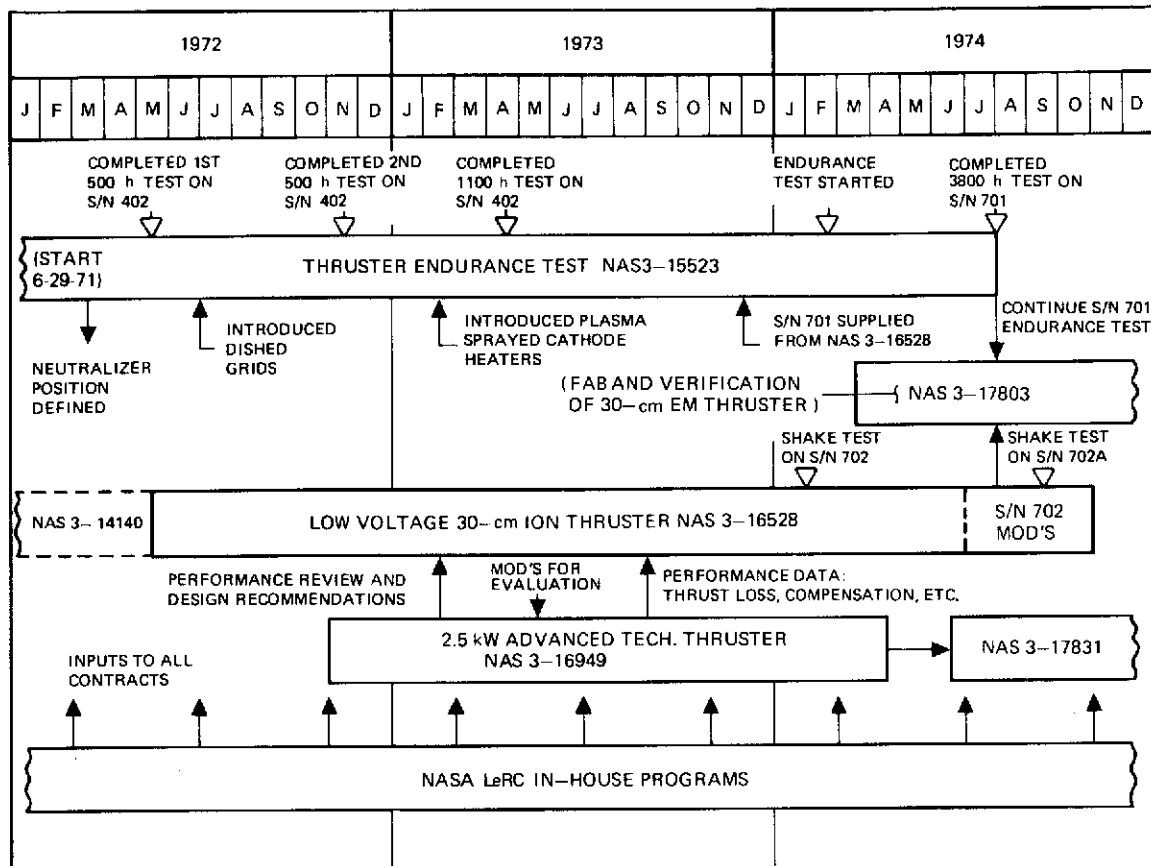 1972 1973 1974
J F M A M J J A S O N D J F M A M J J A S O N D J F M A M J J A S O N D
COMPLETED 1ST
500 h TEST ON
S/N 402
COMPLETED 2ND
500 h TEST ON
S/N 402
COMPLETED
1100 h TEST ON
S/N 402
ENDURANCE
TEST STARTED
COMPLETED
3800 h TEST ON
S/N 701
(START
6-29-71)
THRUSTER ENDURANCE TEST NAS3-15523
NEUTRALIZER
POSITION
DEFINED
INTRODUCED
DISHED
GRIDS
INTRODUCED PLASMA
SPRAYED CATHODE
HEATERS
S/N 701 SUPPLIED
FROM NAS 3-16528
CONTINUE S/N 701
ENDURANCE TEST
(FAB AND VERIFICATION
OF 30-cm EM THRUSTER)
NAS 3-17803
SHAKE TEST
ON S/N 702
SHAKE TEST
ON S/N 702A
NAS 3-14140
LOW VOLTAGE 30-cm ION THRUSTER NAS 3-16528
S/N 702
MOD'S
PERFORMANCE REVIEW AND
DESIGN RECOMMENDATIONS
MOD'S FOR
EVALUATION
PERFORMANCE DATA:
THRUST LOSS, COMPENSATION, ETC.
2.5 kW ADVANCED TECH. THRUSTER
NAS 3-16949
NAS 3-17831
INPUTS TO ALL
CONTRACTS
NASA LeRC IN-HOUSE PROGRAMS